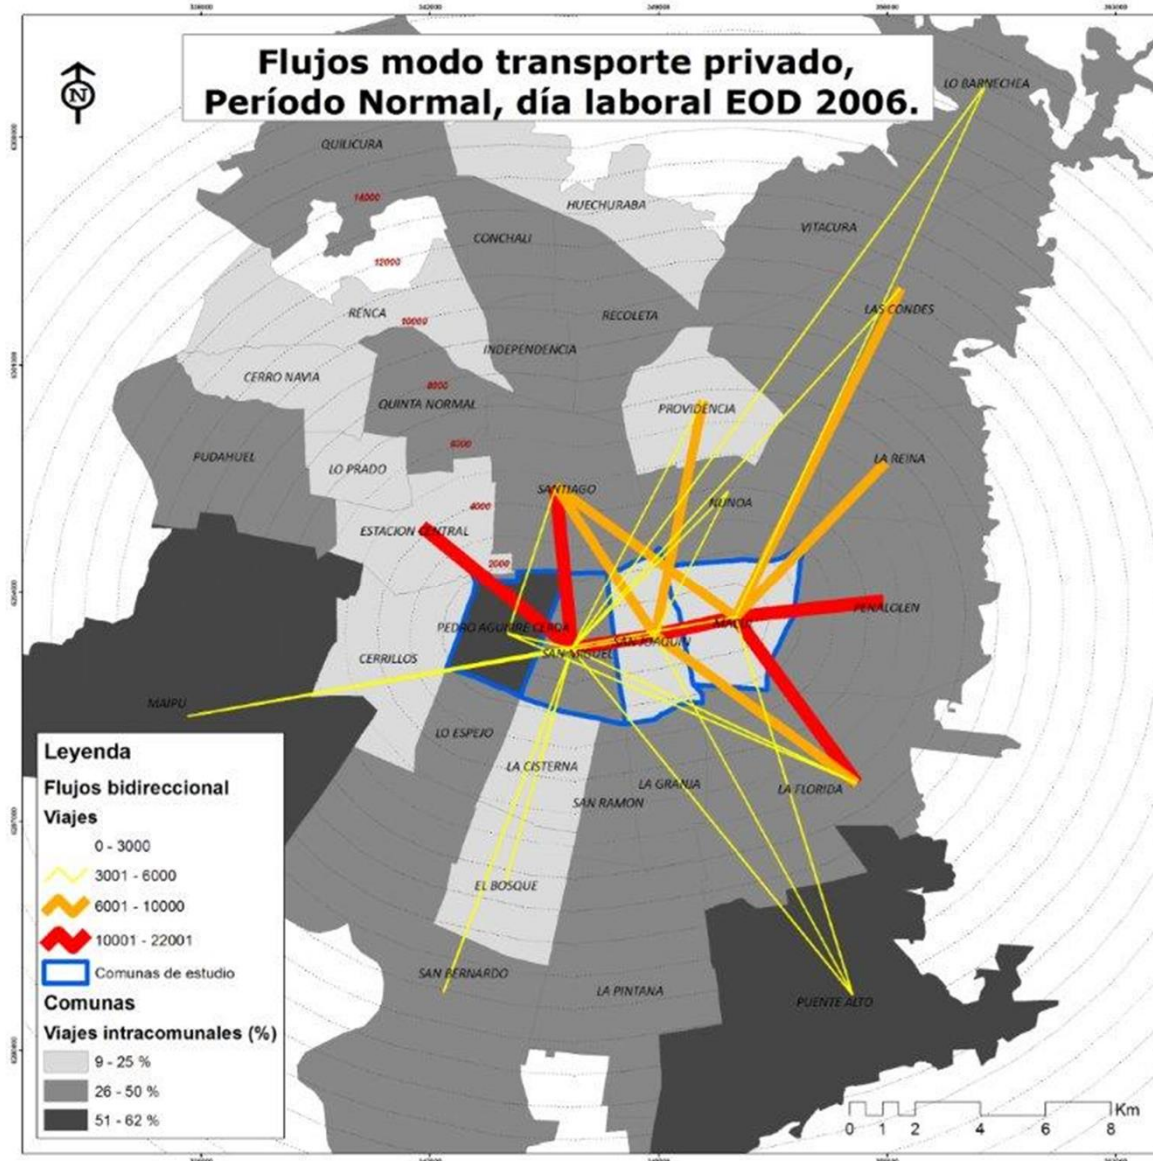 Flujos modo transporte privado,
Período Normal, día laboral EOD 2006.
N
LO BARNECHEA
QUILICURA
14000
HUECHURABA
VITACURA
CONCHALI
12000
LAS CONDES
RENCA
10000
RECOLETA
INDEPENDENCIA
CERRO NAVIA
8000
QUINTA NORMAL
PROVIDENCIA
6000
PUDAHUEL
LO PRADO
LA REINA
SANTIAGO
ÑUÑOA
4000
ESTACION CENTRAL
2000
PEÑALOLEN
PEDRO AGUIRRE CERDA
MACUL
SAN JOAQUIN
SAN MIGUEL
CERRILLOS
MAIPU
LO ESPEJO
LA CISTERNA
LA GRANJA
LA FLORIDA
SAN RAMON
EL BOSQUE
SAN BERNARDO
LA PINTANA
PUENTE ALTO
Leyenda
Flujos bidireccional
Viajes
0 - 3000
3001 - 6000
6001 - 10000
10001 - 22001
Comunas de estudio
Comunas
Viajes intracomunales (%)
9 - 25 %
26 - 50 %
51 - 62 %
Km
0 1 2 4 6 8